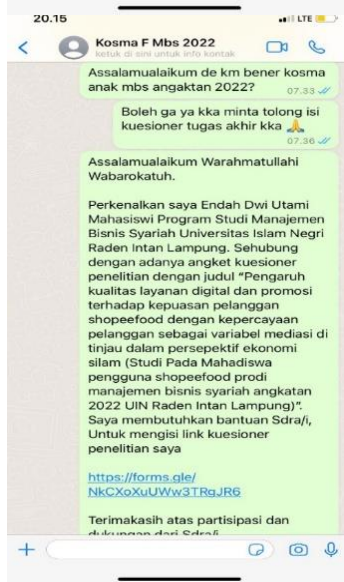 20.15
LTE
Kosma F Mbs 2022
ketuk di sini untuk info kontak
Assalamualaikum de km bener kosma
anak mbs angaktan 2022?
07.33
Boleh ga ya kka minta tolong isi
kuesioner tugas akhir kka 🙏
07.36
Assalamualaikum Warahmatullahi
Wabarokatuh.
Perkenalkan saya Endah Dwi Utami
Mahasiswi Program Studi Manajemen
Bisnis Syariah Universitas Islam Negri
Raden Intan Lampung. Sehubung
dengan adanya angket kuesioner
penelitian dengan judul “Pengaruh
kualitas layanan digital dan promosi
terhadap kepuasan pelanggan
shopeefood dengan kepercayaan
pelanggan sebagai variabel mediasi di
tinjau dalam persepektif ekonomi
silam (Studi Pada Mahadiswa
pengguna shopeefood prodi
manajemen bisnis syariah angkatan
2022 UIN Raden Intan Lampung)”.
Saya membutuhkan bantuan Sdra/i,
Untuk mengisi link kuesioner
penelitian saya
https://forms.gle/
NkCXoXuUWw3TRgJR6
Terimakasih atas partisipasi dan
dukungan dari Sdra/i